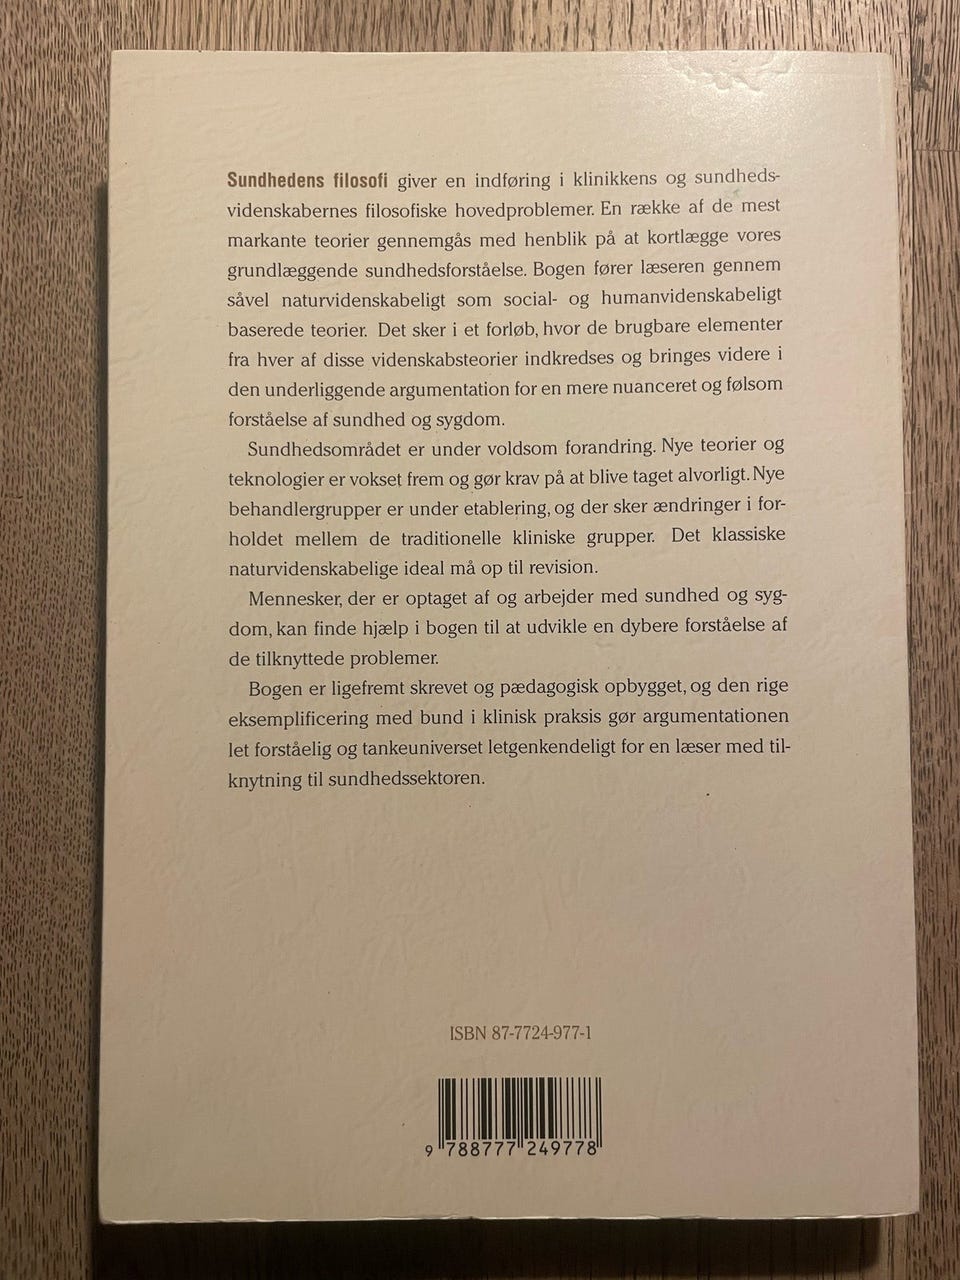 Sundhedens filosofi giver en indføring i klinikkens og sundheds-
videnskabernes filosofiske hovedproblemer. En række af de mest
markante teorier gennemgås med henblik på at kortlægge vores
grundlæggende sundhedsforståelse. Bogen fører læseren gennem
såvel naturvidenskabeligt som social- og humanvidenskabeligt
baserede teorier. Det sker i et forløb, hvor de brugbare elementer
fra hver af disse videnskabsteorier indkredses og bringes videre i
den underliggende argumentation for en mere nuanceret og følsom
forståelse af sundhed og sygdom.
Sundhedsområdet er under voldsom forandring. Nye teorier og
teknologier er vokset frem og gør krav på at blive taget alvorligt. Nye
behandlergrupper er under etablering, og der sker ændringer i for-
holdet mellem de traditionelle kliniske grupper. Det klassiske
naturvidenskabelige ideal må op til revision.
Mennesker, der er optaget af og arbejder med sundhed og syg-
dom, kan finde hjælp i bogen til at udvikle en dybere forståelse af
de tilknyttede problemer.
Bogen er ligefremt skrevet og pædagogisk opbygget, og den rige
eksemplificering med bund i klinisk praksis gør argumentationen
let forståelig og tankeuniverset letgenkendeligt for en læser med til-
knytning til sundhedssektoren.
ISBN 87-7724-977-1
9 788777 249778